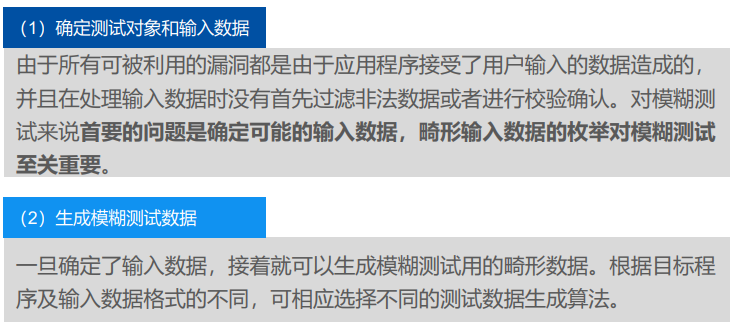 （1）确定测试对象和输入数据
由于所有可被利用的漏洞都是由于应用程序接受了用户输入的数据造成的，
并且在处理输入数据时没有首先过滤非法数据或者进行校验确认。对模糊测
试来说首要的问题是确定可能的输入数据，畸形输入数据的枚举对模糊测试
至关重要。
（2）生成模糊测试数据
一旦确定了输入数据，接着就可以生成模糊测试用的畸形数据。根据目标程
序及输入数据格式的不同，可相应选择不同的测试数据生成算法。